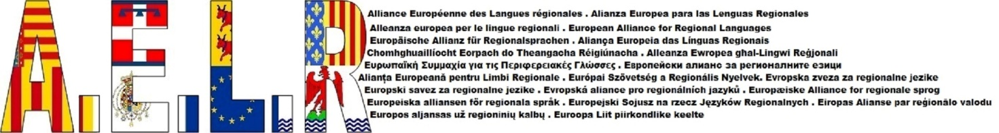 A.E.L.R
Alliance Européenne des Langues régionales . Alianza Europea para las Lenguas Regionales
Alleanza europea per le lingue regionali . European Alliance for Regional Languages
Europäische Allianz für Regionalsprachen . Aliança Europeia das Línguas Regionais
Chomhghuaillíocht Eorpach do Theangacha Réigiúnacha . Alleanza Ewropea għal-Lingwi Reġjonali
Ευρωπαϊκή Συμμαχία για τις Περιφερειακές Γλώσσες . Европейски алианс за регионалните езици
Alianța Europeană pentru Limbi Regionale . Európai Szövetség a Regionális Nyelvek. Evropska zveza za regionalne jezike
Europski savez za regionalne jezike . Evropská aliance pro regionálních jazyků . Europæiske Alliance for regionale sprog
Europeiska alliansen för regionala språk . Europejski Sojusz na rzecz Języków Regionalnych . Eiropas Alianse par reģionālo valodu
Europos aljansas už regioninių kalbų . Euroopa Liit piirkondlike keelte